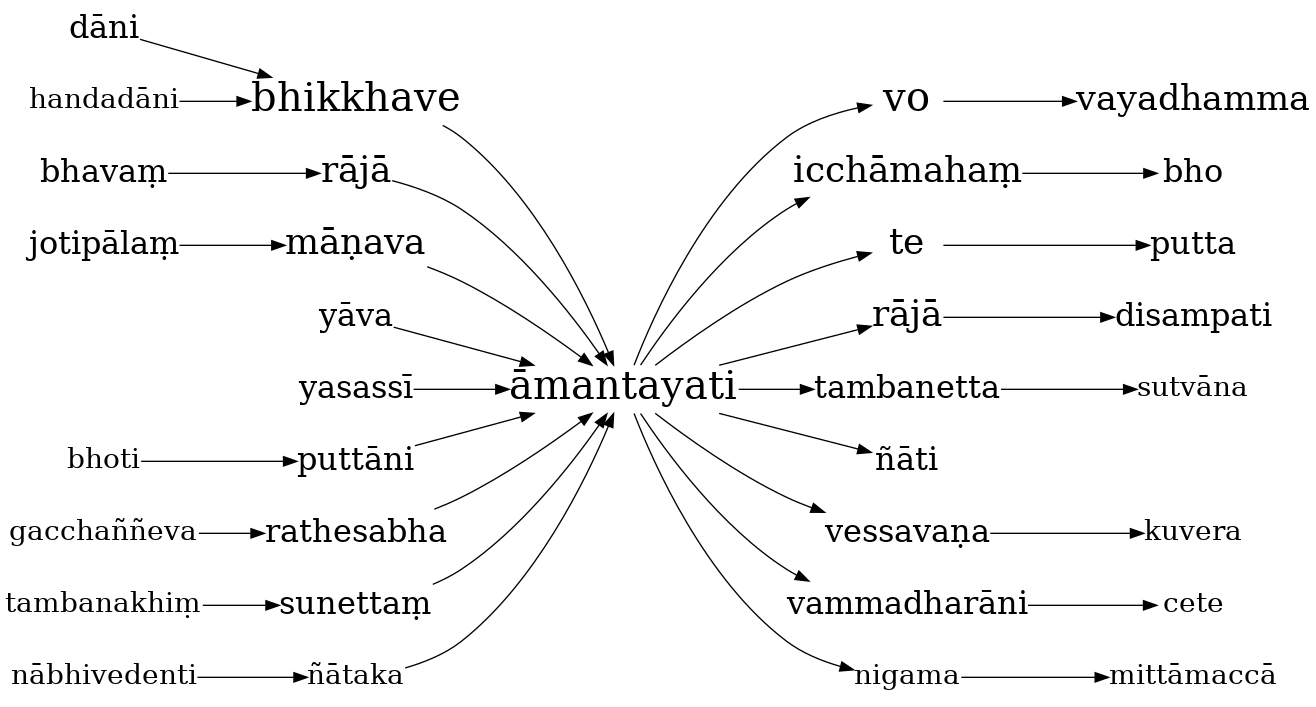 dāni
handadāni bhikkhave vo vayadhamma
bhavaṃ rājā icchāmahaṃ bho
jotipālaṃ māṇava te putta
yāva rājā disampati
yasassī āmantayati tambanetta sutvāna
bhoti puttāni ñāti
gacchaññeva rathesabha vessavaṇa kuvera
tambanakhiṃ sunettaṃ vammadharāni cete
nābhivedenti ñātaka nigama mittāmaccā